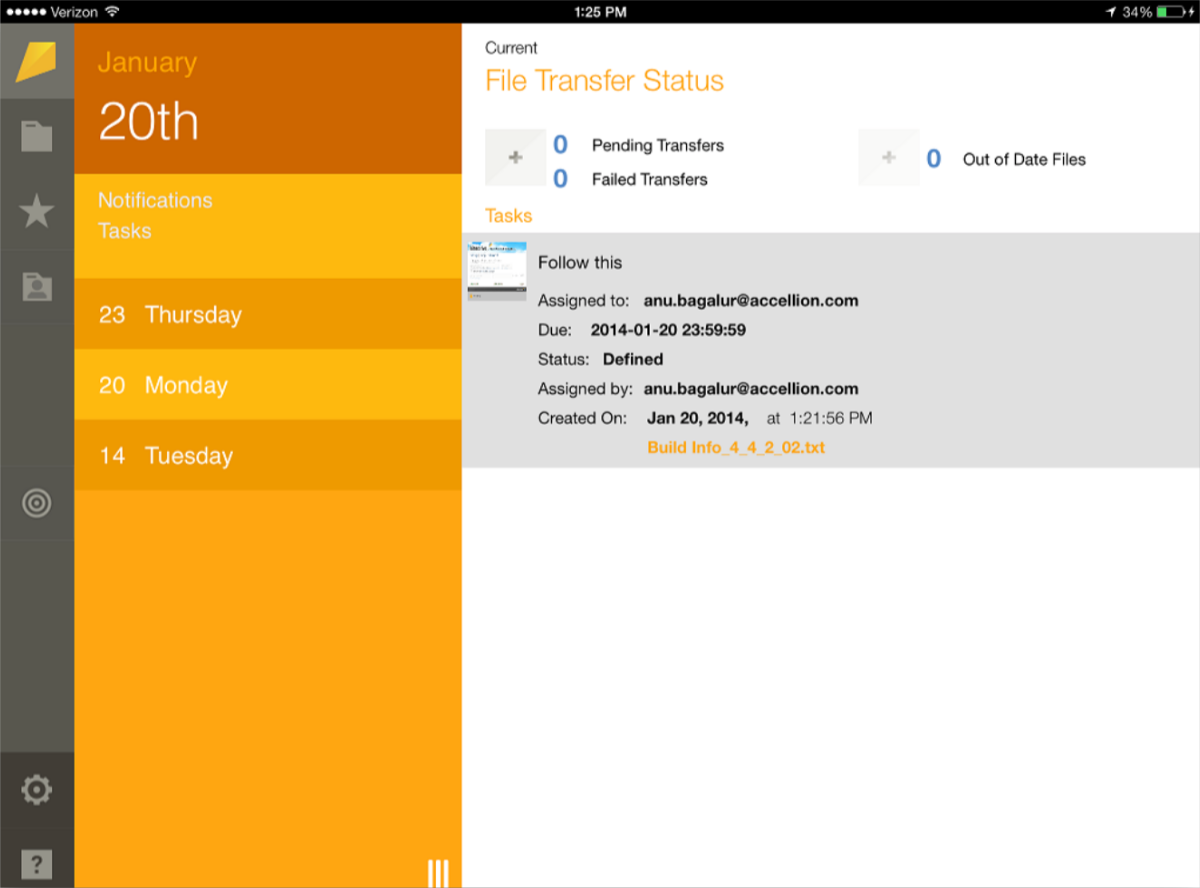 Verizon 1:25 PM 34%
January
20th
Notifications
Tasks
23 Thursday
20 Monday
14 Tuesday
?
Current
File Transfer Status
0 Pending Transfers
0 Failed Transfers
0 Out of Date Files
Tasks
Follow this
Assigned to: anu.bagalur@accellion.com
Due: 2014-01-20 23:59:59
Status: Defined
Assigned by: anu.bagalur@accellion.com
Created On: Jan 20, 2014, at 1:21:56 PM
Build Info_4_4_2_02.txt